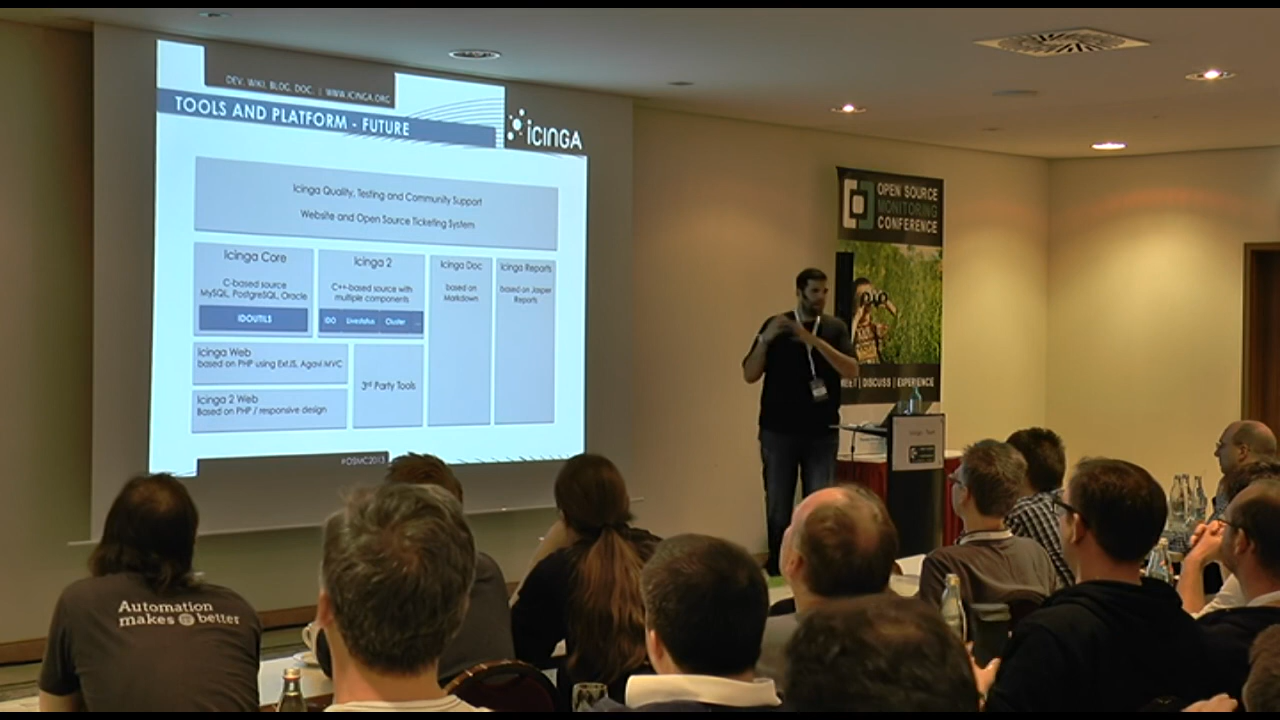 DEV. WIKI. BLOG. DOC. | WWW.ICINGA.ORG
TOOLS AND PLATFORM - FUTURE
iCINGA
Icinga Quality, Testing and Community Support
Website and Open Source Ticketing System
Icinga Core
C-based source
MySQL, PostgreSQL, Oracle
IDOUTILS
Icinga 2
C++-based source with
multiple components
IDO Livestatus Cluster ...
Icinga Doc
based on
Markdown
Icinga Reports
based on Jasper
Reports
Icinga Web
based on PHP using ExtJS, Agavi MVC
Icinga 2 Web
Based on PHP / responsive design
3rd Party Tools
#OSMC2013
OPEN SOURCE
MONITORING
CONFERENCE
MEET | DISCUSS | EXPERIENCE
Automation
makes better